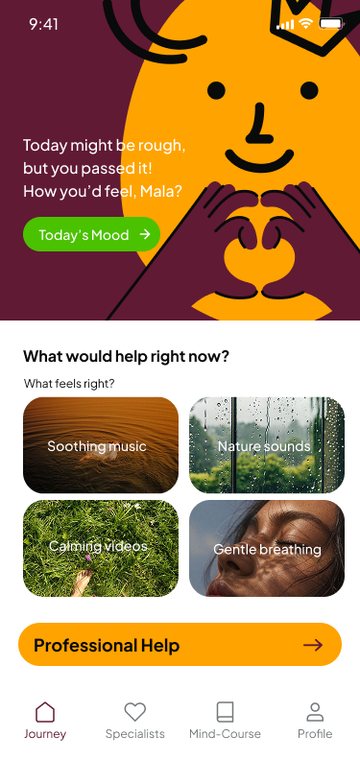 9:41
Today might be rough,
but you passed it!
How you'd feel, Mala?
Today's Mood
What would help right now?
What feels right?
Soothing music
Nature sounds
Calming videos
Gentle breathing
Professional Help
Journey
Specialists
Mind-Course
Profile